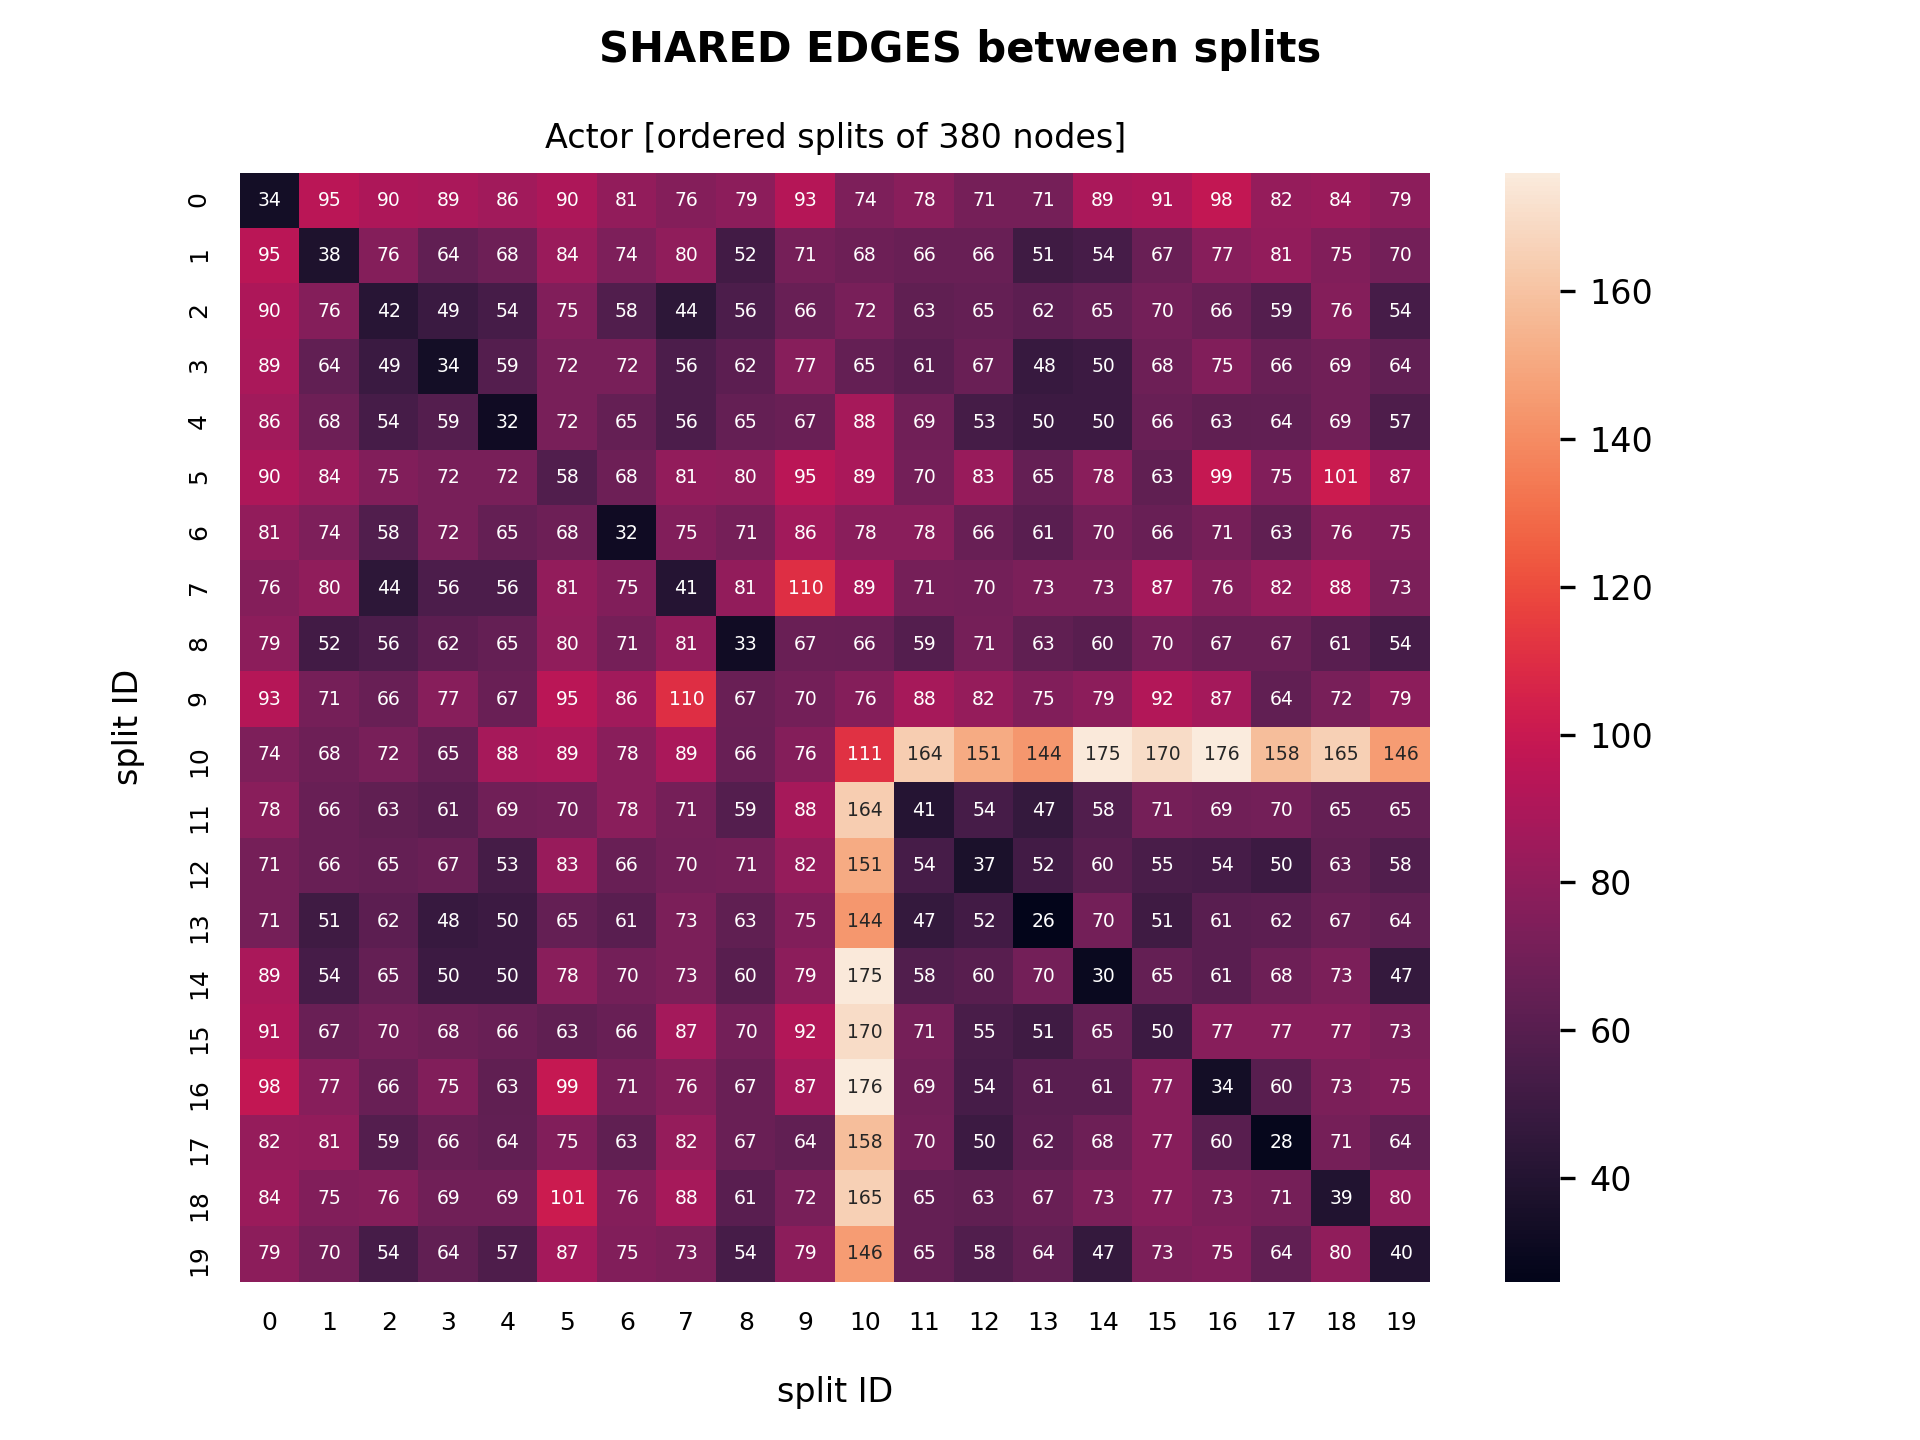 SHARED EDGES between splits
Actor [ordered splits of 380 nodes]
0 34 95 90 89 86 90 81 76 79 93 74 78 71 71 89 91 98 82 84 79
1 95 38 76 64 68 84 74 80 52 71 68 66 66 51 54 67 77 81 75 70
2 90 76 42 49 54 75 58 44 56 66 72 63 65 62 65 70 66 59 76 54
3 89 64 49 34 59 72 72 56 62 77 65 61 67 48 50 68 75 66 69 64
4 86 68 54 59 32 72 65 56 65 67 88 69 53 50 50 66 63 64 69 57
5 90 84 75 72 72 58 68 81 80 95 89 70 83 65 78 63 99 75 101 87
6 81 74 58 72 65 68 32 75 71 86 78 78 66 61 70 66 71 63 76 75
7 76 80 44 56 56 81 75 41 81 110 89 71 70 73 73 87 76 82 88 73
8 79 52 56 62 65 80 71 81 33 67 66 59 71 63 60 70 67 67 61 54
9 93 71 66 77 67 95 86 110 67 70 76 88 82 75 79 92 87 64 72 79
10 74 68 72 65 88 89 78 89 66 76 111 164 151 144 175 170 176 158 165 146
11 78 66 63 61 69 70 78 71 59 88 164 41 54 47 58 71 69 70 65 65
12 71 66 65 67 53 83 66 70 71 82 151 54 37 52 60 55 54 50 63 58
13 71 51 62 48 50 65 61 73 63 75 144 47 52 26 70 51 61 62 67 64
14 89 54 65 50 50 78 70 73 60 79 175 58 60 70 30 65 61 68 73 47
15 91 67 70 68 66 63 66 87 70 92 170 71 55 51 65 50 77 77 77 73
16 98 77 66 75 63 99 71 76 67 87 176 69 54 61 61 77 34 60 73 75
17 82 81 59 66 64 75 63 82 67 64 158 70 50 62 68 77 60 28 71 64
18 84 75 76 69 69 101 76 88 61 72 165 65 63 67 73 77 73 71 39 80
19 79 70 54 64 57 87 75 73 54 79 146 65 58 64 47 73 75 64 80 40
0 1 2 3 4 5 6 7 8 9 10 11 12 13 14 15 16 17 18 19
split ID
split ID
160
140
120
100
80
60
40